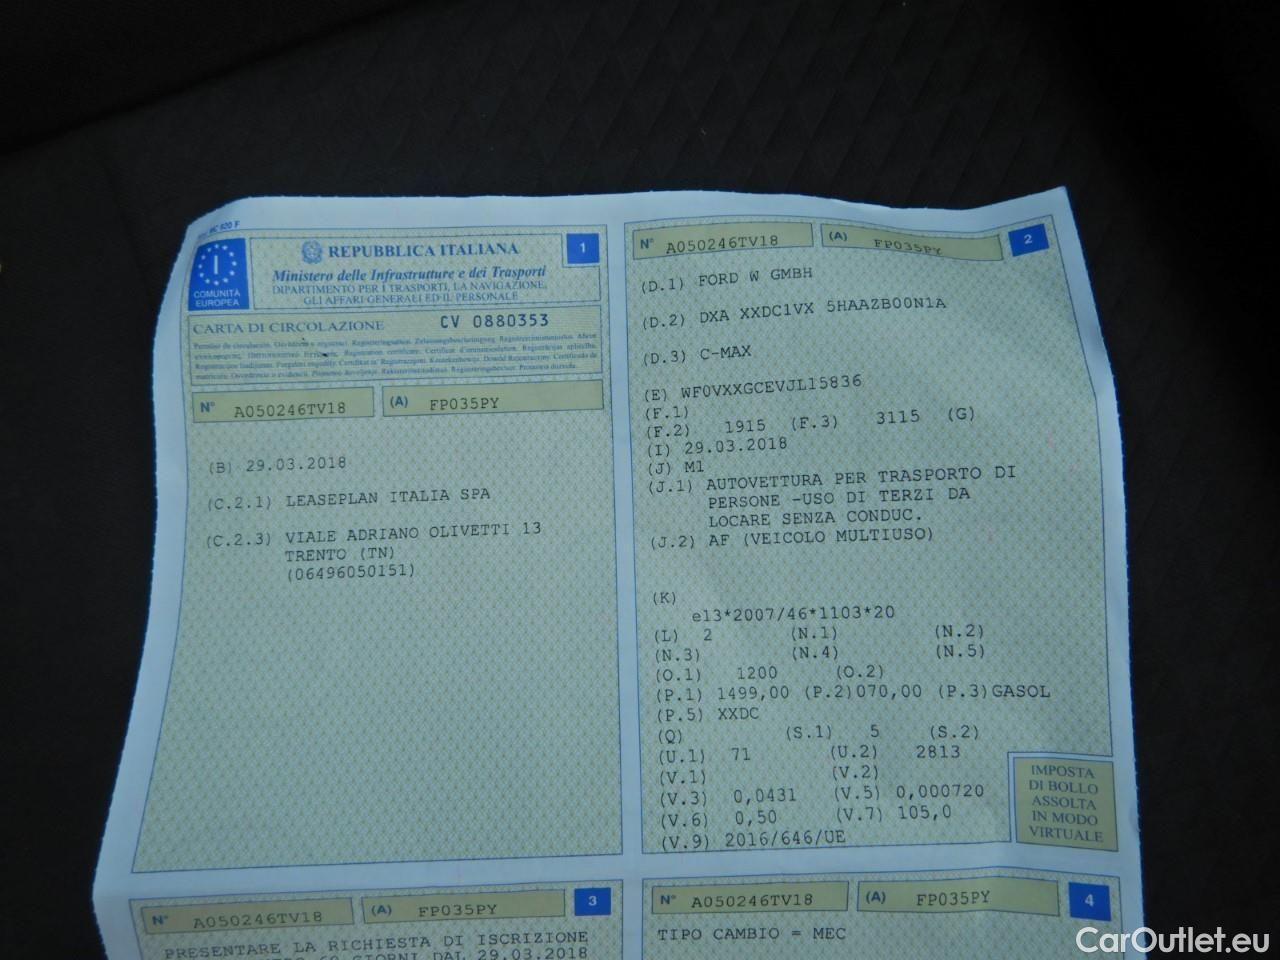 MC 820 F
COMUNITÀ
EUROPEA
I
REPUBBLICA ITALIANA
1
Ministero delle Infrastrutture e dei Trasporti
DIPARTIMENTO PER I TRASPORTI, LA NAVIGAZIONE,
GLI AFFARI GENERALI ED IL PERSONALE
CARTA DI CIRCOLAZIONE CV 0880353
N° A050246TV18 (A) FP035PY
(B) 29.03.2018
(C.2.1) LEASEPLAN ITALIA SPA
(C.2.3) VIALE ADRIANO OLIVETTI 13
TRENTO (TN)
(06496050151)
N° A050246TV18 (A) FP035PY 2
(D.1) FORD W GMBH
(D.2) DXA XXDC1VX 5HAAZB00N1A
(D.3) C-MAX
(E) WF0VXXGCEVJL15836
(F.1)
(F.2) 1915 (F.3) 3115 (G)
(I) 29.03.2018
(J) M1
(J.1) AUTOVETTURA PER TRASPORTO DI
PERSONE -USO DI TERZI DA
LOCARE SENZA CONDUC.
(J.2) AF (VEICOLO MULTIUSO)
(K)
e13*2007/46*1103*20
(L) 2 (N.1) (N.2)
(N.3) (N.4) (N.5)
(O.1) 1200 (O.2)
(P.1) 1499,00 (P.2)070,00 (P.3)GASOL
(P.5) XXDC
(Q) (S.1) 5 (S.2)
(U.1) 71 (U.2) 2813
(V.1) (V.2)
(V.3) 0,0431 (V.5) 0,000720
(V.6) 0,50 (V.7) 105,0
(V.9) 2016/646/UE
IMPOSTA
DI BOLLO
ASSOLTA
IN MODO
VIRTUALE
N° A050246TV18 (A) FP035PY 3
PRESENTARE LA RICHIESTA DI ISCRIZIONE
60 GIORNI DAL 29.03.2018
N° A050246TV18 (A) FP035PY 4
TIPO CAMBIO = MEC
CarOutlet.eu